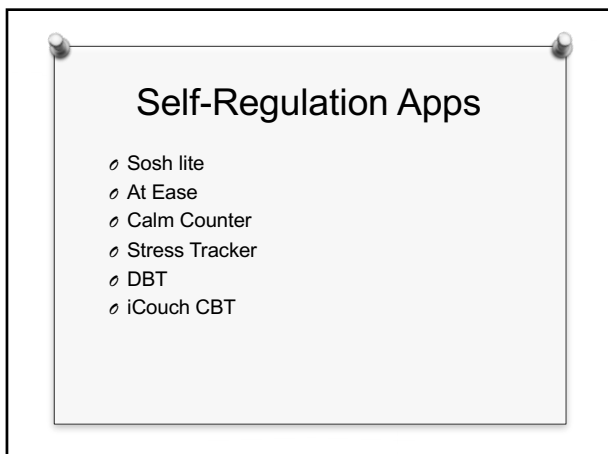 Self-Regulation Apps
Sosh lite
At Ease
Calm Counter
Stress Tracker
DBT
iCouch CBT